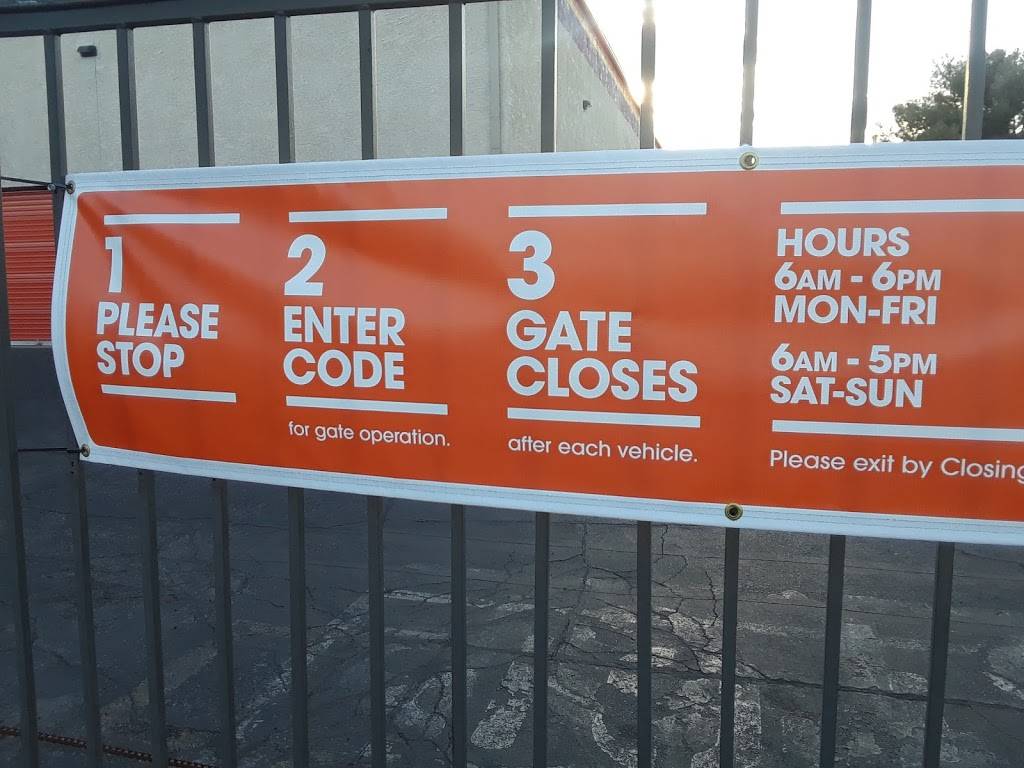 1
PLEASE
STOP
2
ENTER
CODE
for gate operation.
3
GATE
CLOSES
after each vehicle.
HOURS
6AM - 6PM
MON-FRI
6AM - 5PM
SAT-SUN
Please exit by Closing